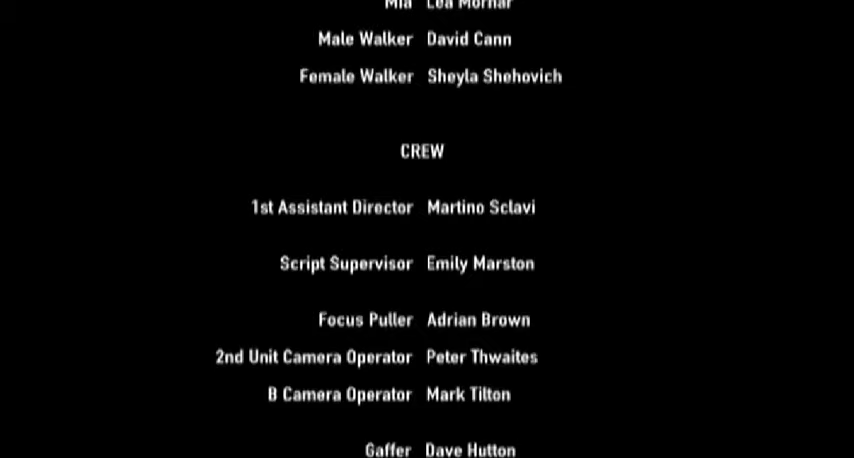 Mia Lea Mornar
Male Walker David Cann
Female Walker Sheyla Shehovich
CREW
1st Assistant Director Martino Sclavi
Script Supervisor Emily Marston
Focus Puller Adrian Brown
2nd Unit Camera Operator Peter Thwaites
B Camera Operator Mark Tilton
Gaffer Dave Hutton